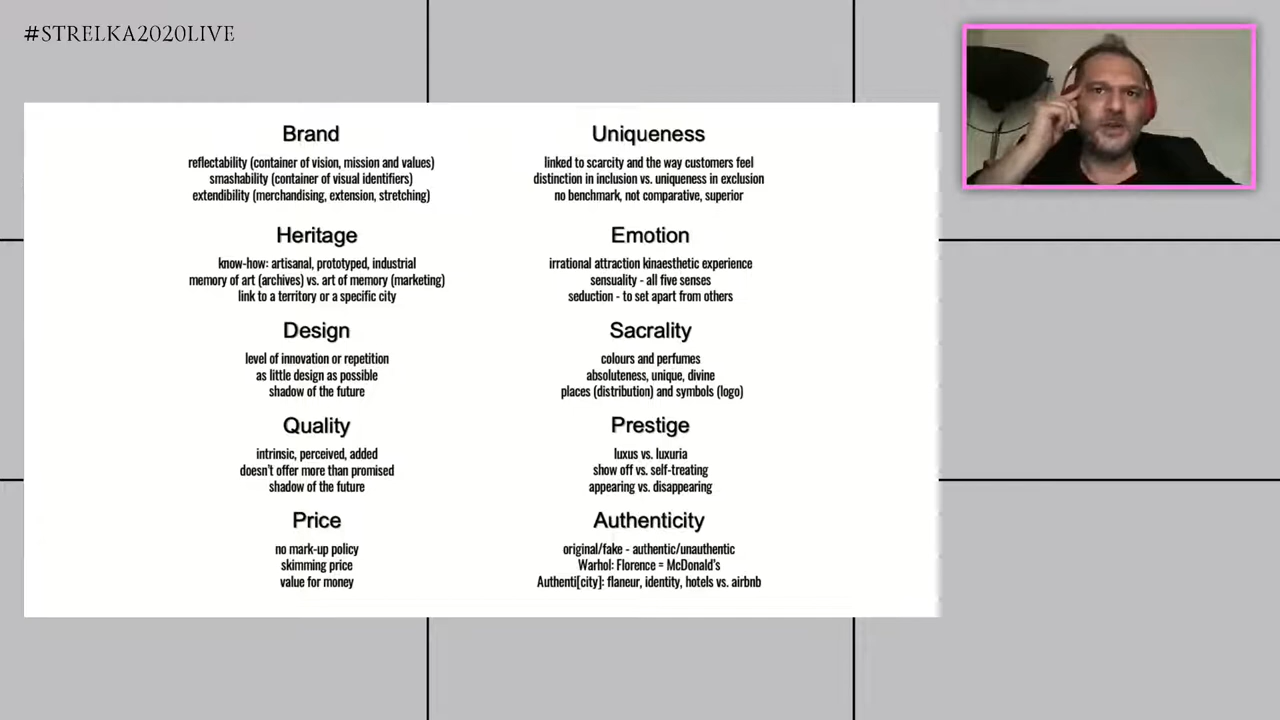 #STRELKA2020LIVE
Brand
reflectability (container of vision, mission and values)
smashability (container of visual identifiers)
extendibility (merchandising, extension, stretching)
Heritage
know-how: artisanal, prototyped, industrial
memory of art (archives) vs. art of memory (marketing)
link to a territory or a specific city
Design
level of innovation or repetition
as little design as possible
shadow of the future
Quality
intrinsic, perceived, added
doesn't offer more than promised
shadow of the future
Price
no mark-up policy
skimming price
value for money
Uniqueness
linked to scarcity and the way customers feel
distinction in inclusion vs. uniqueness in exclusion
no benchmark, not comparative, superior
Emotion
irrational attraction kinaesthetic experience
sensuality - all five senses
seduction - to set apart from others
Sacrality
colours and perfumes
absoluteness, unique, divine
places (distribution) and symbols (logo)
Prestige
luxus vs. luxuria
show off vs. self-treating
appearing vs. disappearing
Authenticity
original/fake - authentic/unauthentic
Warhol: Florence = McDonald's
Authenti[city]: flaneur, identity, hotels vs. airbnb